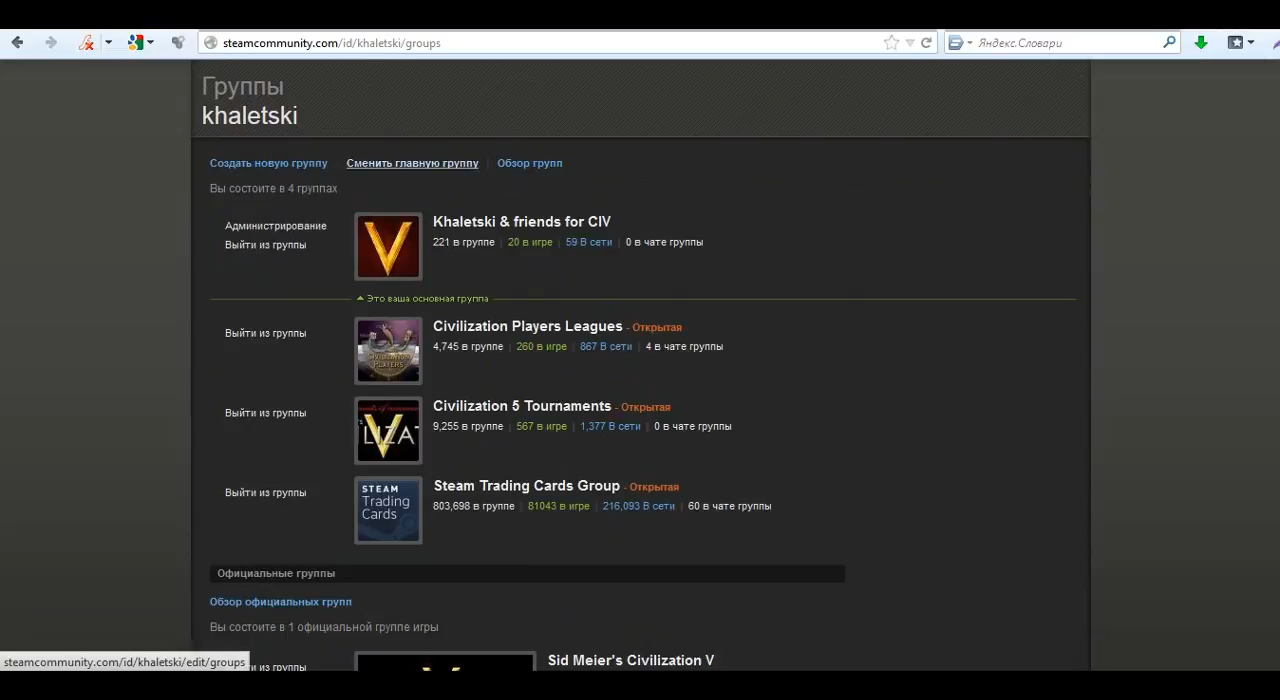 steamcommunity.com/id/khaletski/groups
Яндекс.Словари
Группы
khaletski
Создать новую группу Сменить главную группу Обзор групп
Вы состоите в 4 группах
Администрирование
Выйти из группы
Khaletski & friends for CIV
221 в группе | 20 в игре | 59 В сети | 0 в чате группы
Это ваша основная группа
Выйти из группы
Civilization Players Leagues - Открытая
4,745 в группе | 260 в игре | 867 В сети | 4 в чате группы
CIVILIZATION
PLAYERS
Выйти из группы
Civilization 5 Tournaments - Открытая
9,255 в группе | 567 в игре | 1,377 В сети | 0 в чате группы
LIZAT
Выйти из группы
Steam Trading Cards Group - Открытая
803,698 в группе | 81043 в игре | 216,093 В сети | 60 в чате группы
STEAM
Trading
Cards
Официальные группы
Обзор официальных групп
Вы состоите в 1 официальной группе игры
Sid Meier's Civilization V
steamcommunity.com/id/khaletski/edit/groups
из группы